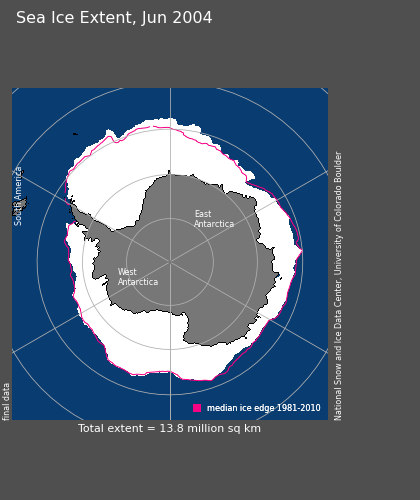 Sea Ice Extent, Jun 2004
South America
East
Antarctica
West
Antarctica
National Snow and Ice Data Center, University of Colorado Boulder
final data
median ice edge 1981-2010
Total extent = 13.8 million sq km